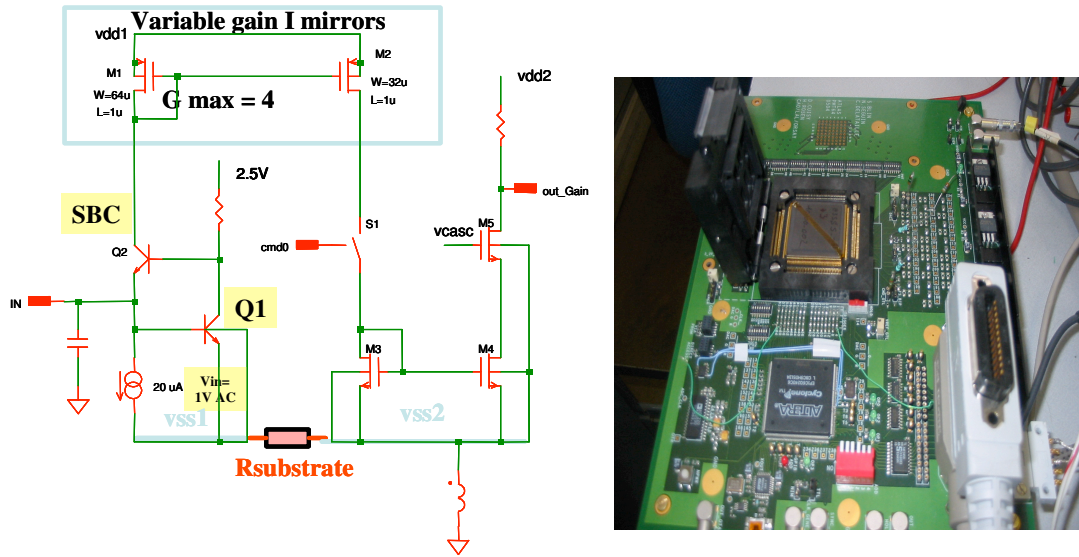 Variable gain I mirrors
vdd1
M1
M2
W=64u
L=1u
G max = 4
W=32u
L=1u
vdd2
2.5V
SBC
out_Gain
S1
vcasc
M5
Q2
cmd0
IN
Q1
M3
M4
20 uA
Vin=
1V AC
vss1
vss2
Rsubstrate
ALTERA
Cyclone